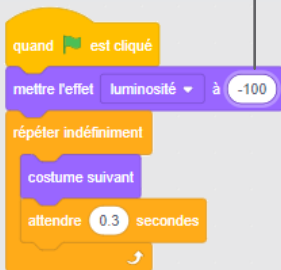 quand est cliqué
mettre l'effet luminosité à -100
répéter indéfiniment
costume suivant
attendre 0.3 secondes